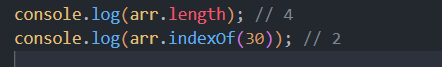 console.log(arr.length); // 4
console.log(arr.indexOf(30)); // 2